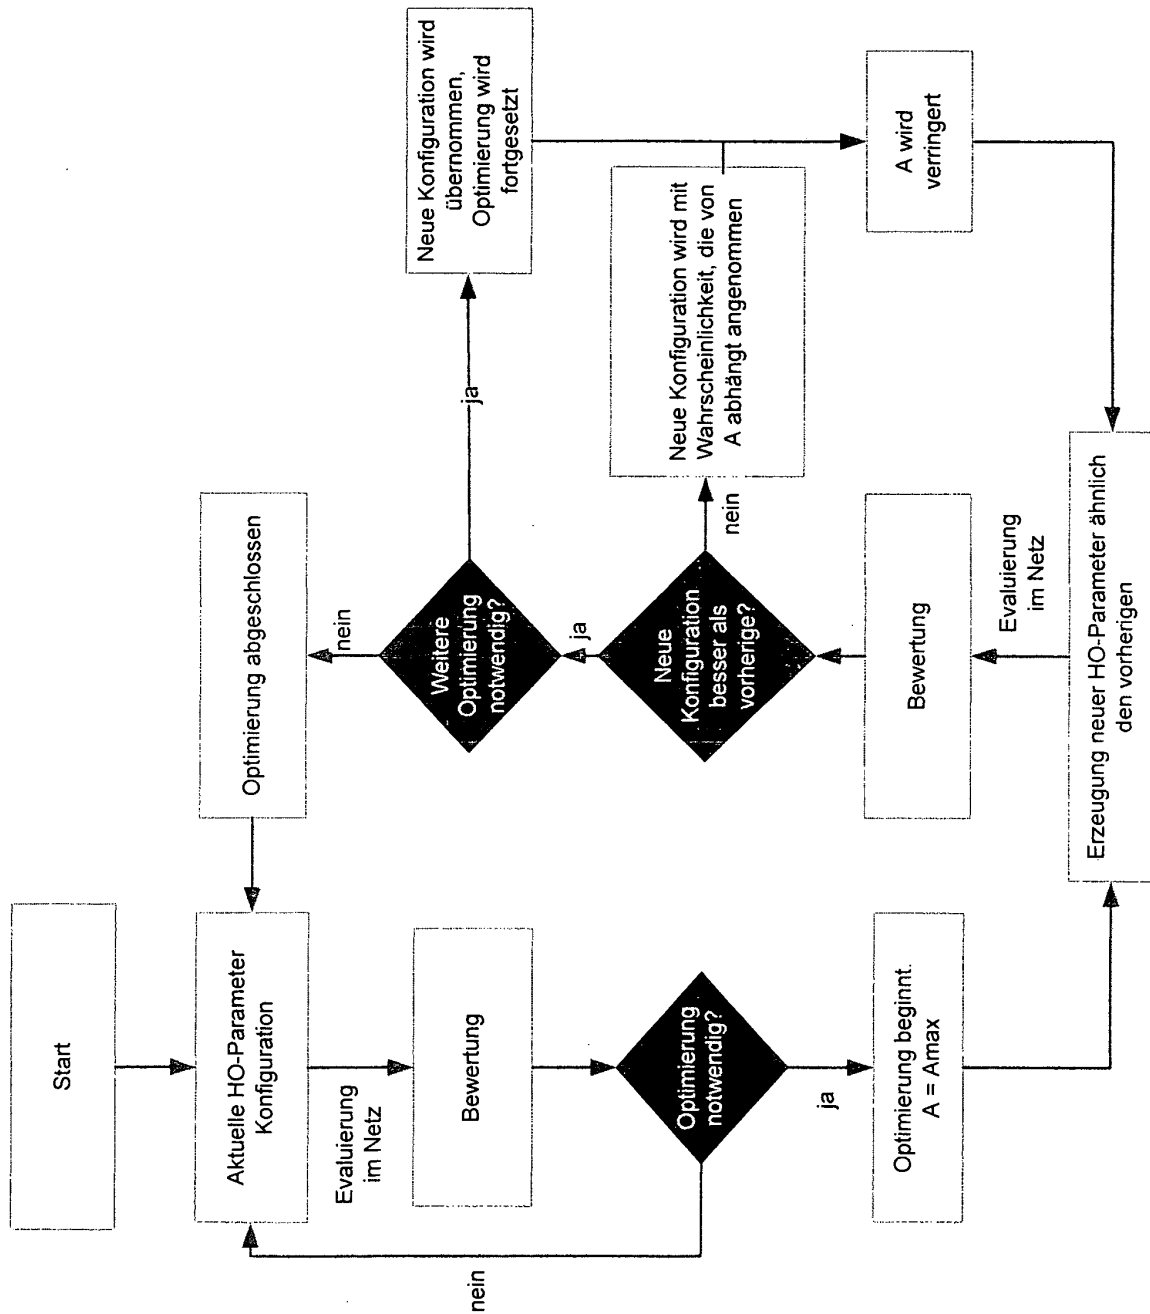 Start
Aktuelle HO-Parameter
Konfiguration
Evaluierung
im Netz
Bewertung
Optimierung
notwendig?
nein
ja
Optimierung beginnt.
A = Amax
Erzeugung neuer HO-Parameter ähnlich
den vorherigen
Evaluierung
im Netz
Bewertung
Neue
Konfiguration
besser als
vorherige?
nein
ja
Neue Konfiguration wird mit
Wahrscheinlichkeit, die von
A abhängt angenommen
Weitere
Optimierung
notwendig?
nein
ja
Optimierung abgeschlossen
Neue Konfiguration wird
übernommen,
Optimierung wird
fortgesetzt
A wird
verringert